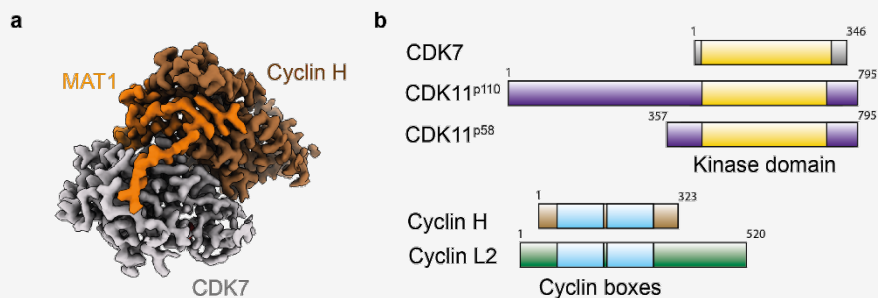 a
MAT1
Cyclin H
CDK7
b
CDK7
1
346
CDK11p110
1
795
CDK11p58
357
795
Kinase domain
Cyclin H
1
323
Cyclin L2
1
520
Cyclin boxes